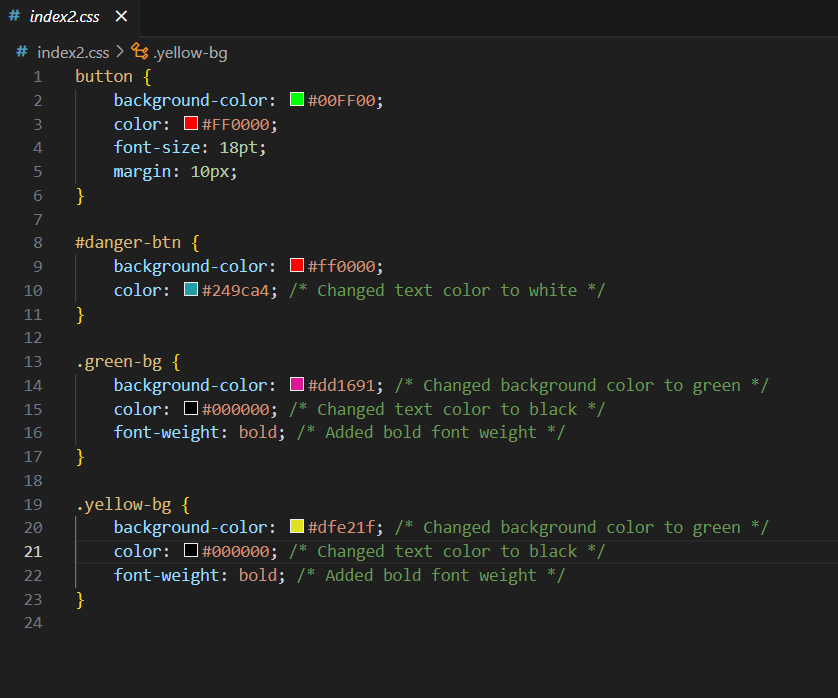 # index2.css ×
# index2.css > .yellow-bg
1 button {
2     background-color: #00FF00;
3     color: #FF0000;
4     font-size: 18pt;
5     margin: 10px;
6 }
7
8 #danger-btn {
9     background-color: #ff0000;
10     color: #249ca4; /* Changed text color to white */
11 }
12
13 .green-bg {
14     background-color: #dd1691; /* Changed background color to green */
15     color: #000000; /* Changed text color to black */
16     font-weight: bold; /* Added bold font weight */
17 }
18
19 .yellow-bg {
20     background-color: #dfe21f; /* Changed background color to green */
21     color: #000000; /* Changed text color to black */
22     font-weight: bold; /* Added bold font weight */
23 }
24